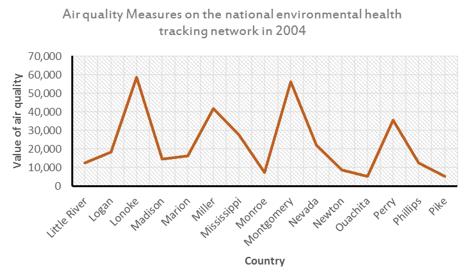 Air quality Measures on the national environmental health
tracking network in 2004
Value of air quality
70,000
60,000
50,000
40,000
30,000
20,000
10,000
0
Little River
Logan
Lonoke
Madison
Marion
Miller
Mississippi
Monroe
Montgomery
Nevada
Newton
Ouachita
Perry
Phillips
Pike
Country